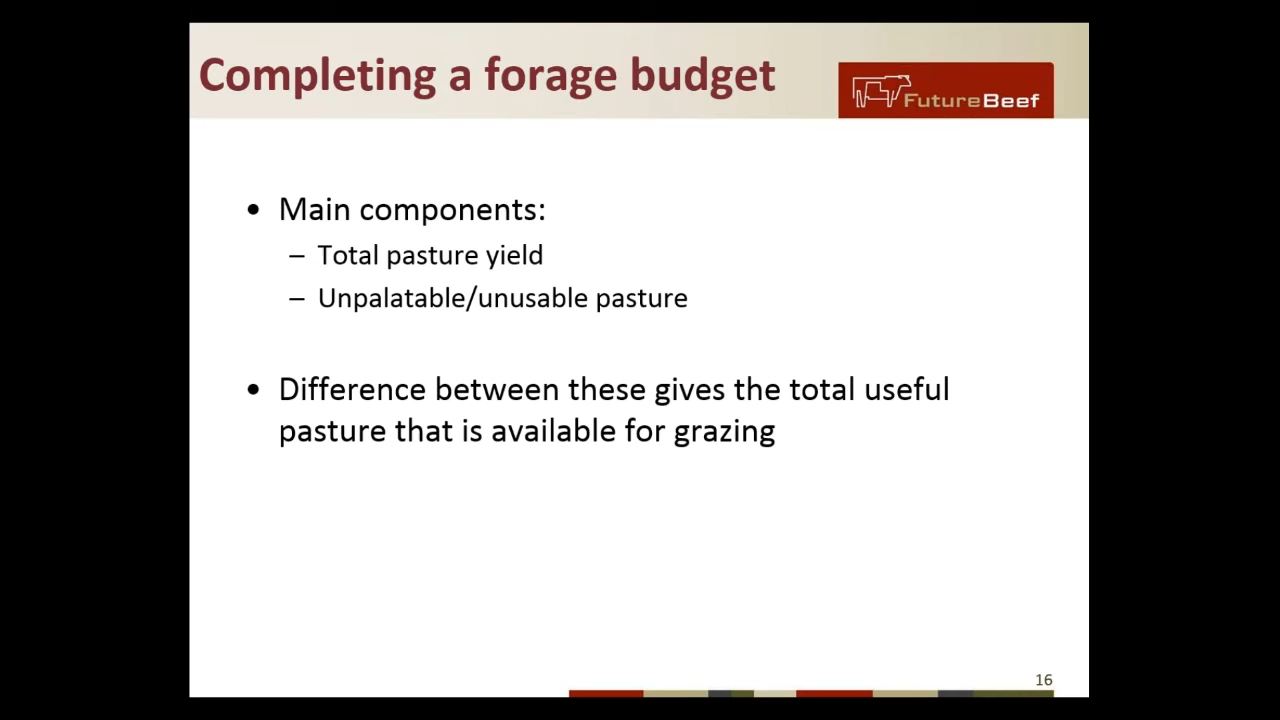 Completing a forage budget
FutureBeef
• Main components:
– Total pasture yield
– Unpalatable/unusable pasture
• Difference between these gives the total useful
pasture that is available for grazing
16